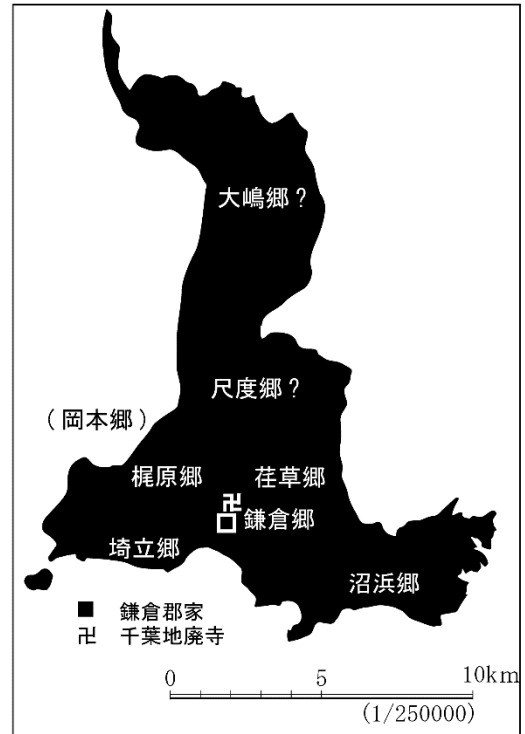 大嶋郷？
尺度郷？
（岡本郷）
梶原郷
荏草郷
卍
鎌倉郷
埼立郷
沼浜郷
■ 鎌倉郡家
卍 千葉地廃寺
0 5 10km
(1/250000)